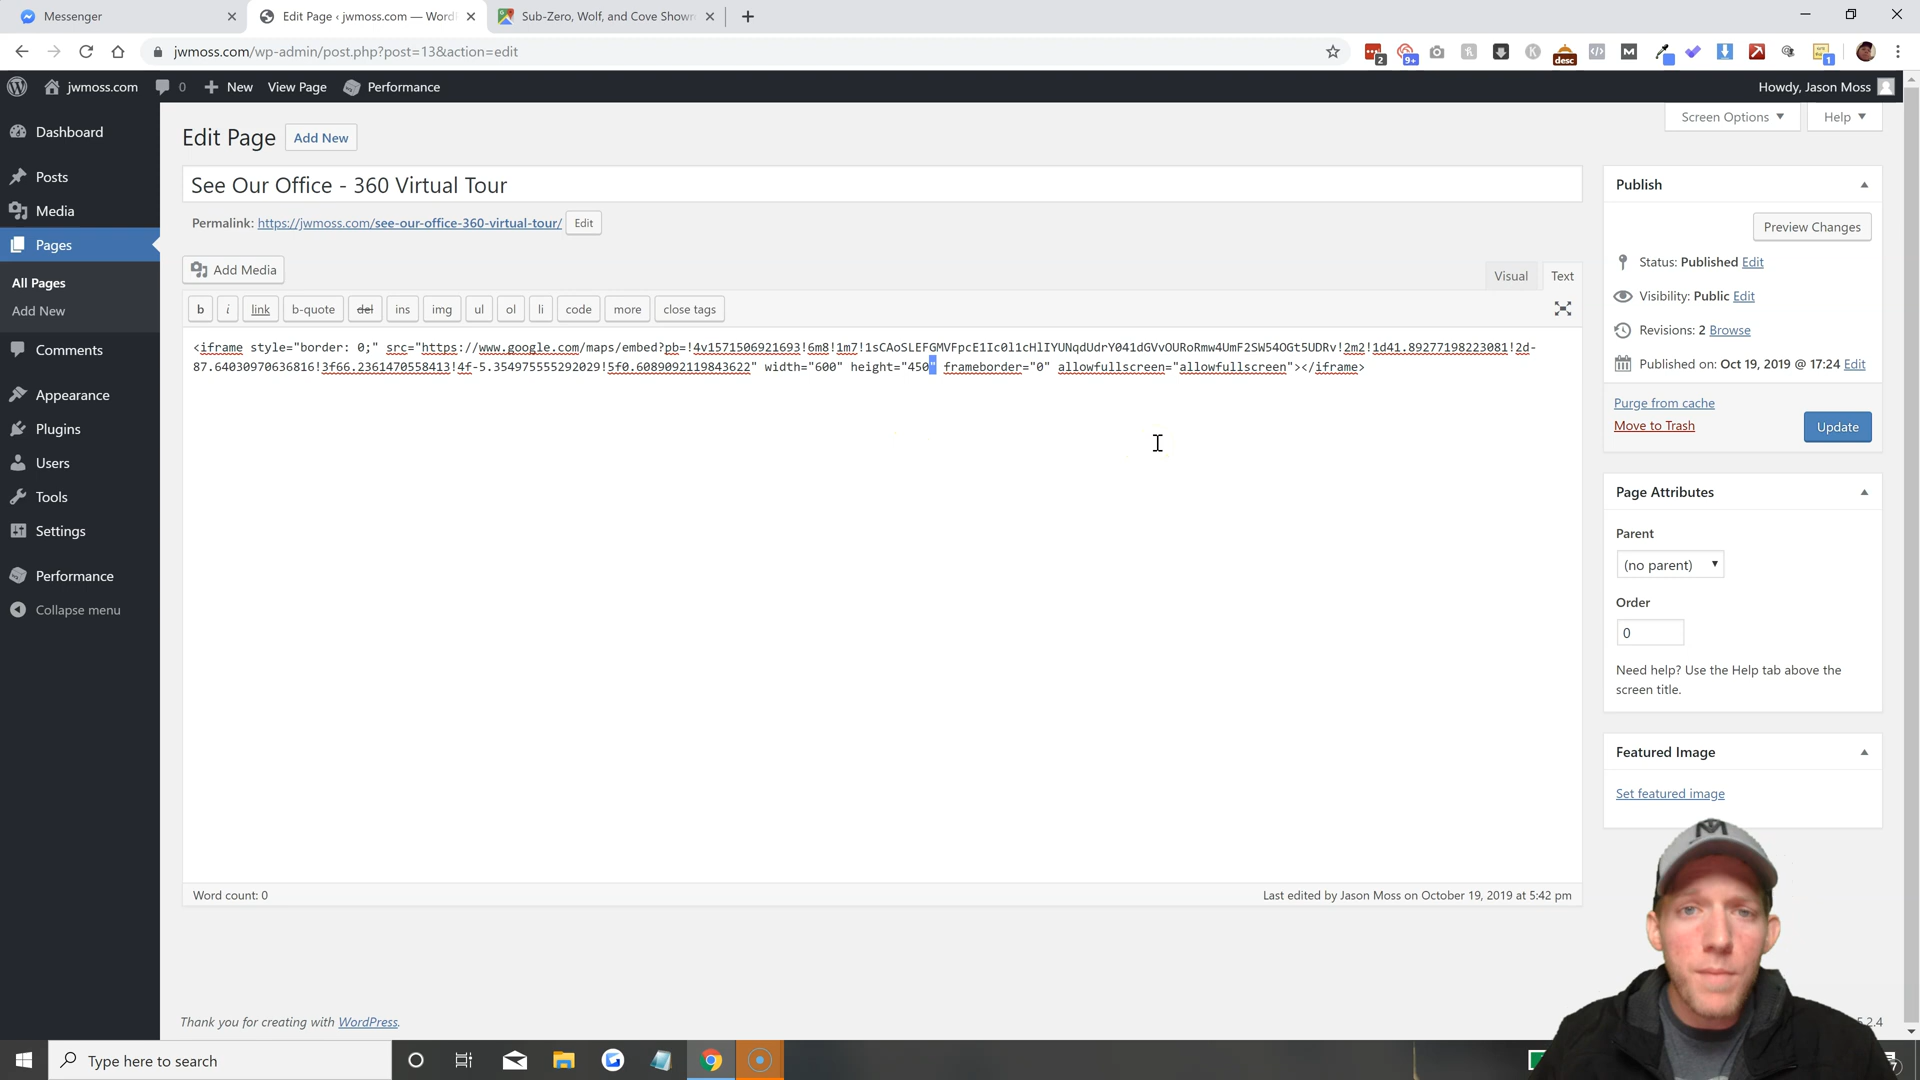 Messenger
Edit Page ‹ jwmoss.com — Word
Sub-Zero, Wolf, and Cove Show
jwmoss.com/wp-admin/post.php?post=13&action=edit
2
9+
desc
1
jwmoss.com
0
New
View Page
Performance
Howdy, Jason Moss
Dashboard
Posts
Media
Pages
All Pages
Add New
Comments
Appearance
Plugins
Users
Tools
Settings
Performance
Collapse menu
Screen Options
Help
Edit Page
Add New
See Our Office - 360 Virtual Tour
Permalink: https://jwmoss.com/see-our-office-360-virtual-tour/
Edit
Add Media
Visual
Text
b
i
link
b-quote
del
ins
img
ul
ol
li
code
more
close tags
<iframe style="border: 0;" src="https://www.google.com/maps/embed?pb=!4v1571506921693!6m8!1m7!1sCAoSLEFGMVFpcE1Ic0l1cHlIYUNqdUdrY041dGVvOURoRmw4UmF2SW54OGt5UDRv!2m2!1d41.89277198223081!2d-
87.64030970636816!3f66.2361470558413!4f-5.354975555292029!5f0.6089092119843622" width="600" height="450" frameborder="0" allowfullscreen="allowfullscreen"></iframe>
Word count: 0
Last edited by Jason Moss on October 19, 2019 at 5:42 pm
Publish
Preview Changes
Status: Published Edit
Visibility: Public Edit
Revisions: 2 Browse
Published on: Oct 19, 2019 @ 17:24 Edit
Purge from cache
Move to Trash
Update
Page Attributes
Parent
(no parent)
Order
0
Need help? Use the Help tab above the
screen title.
Featured Image
Set featured image
Thank you for creating with WordPress.
5.2.4
Type here to search